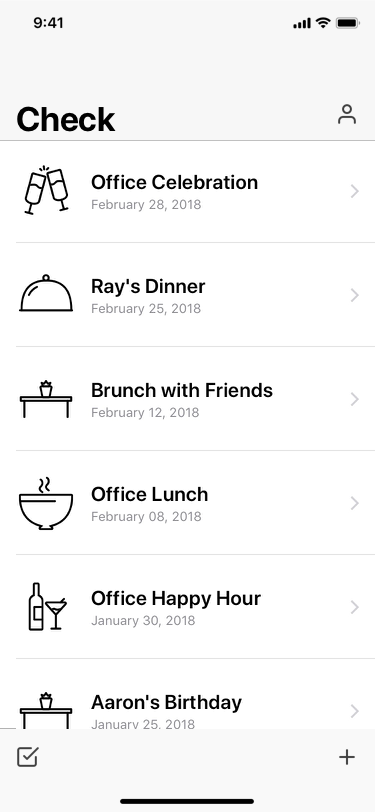 9:41
Check
Office Celebration
February 28, 2018
Ray's Dinner
February 25, 2018
Brunch with Friends
February 12, 2018
Office Lunch
February 08, 2018
Office Happy Hour
January 30, 2018
Aaron's Birthday
January 25, 2018